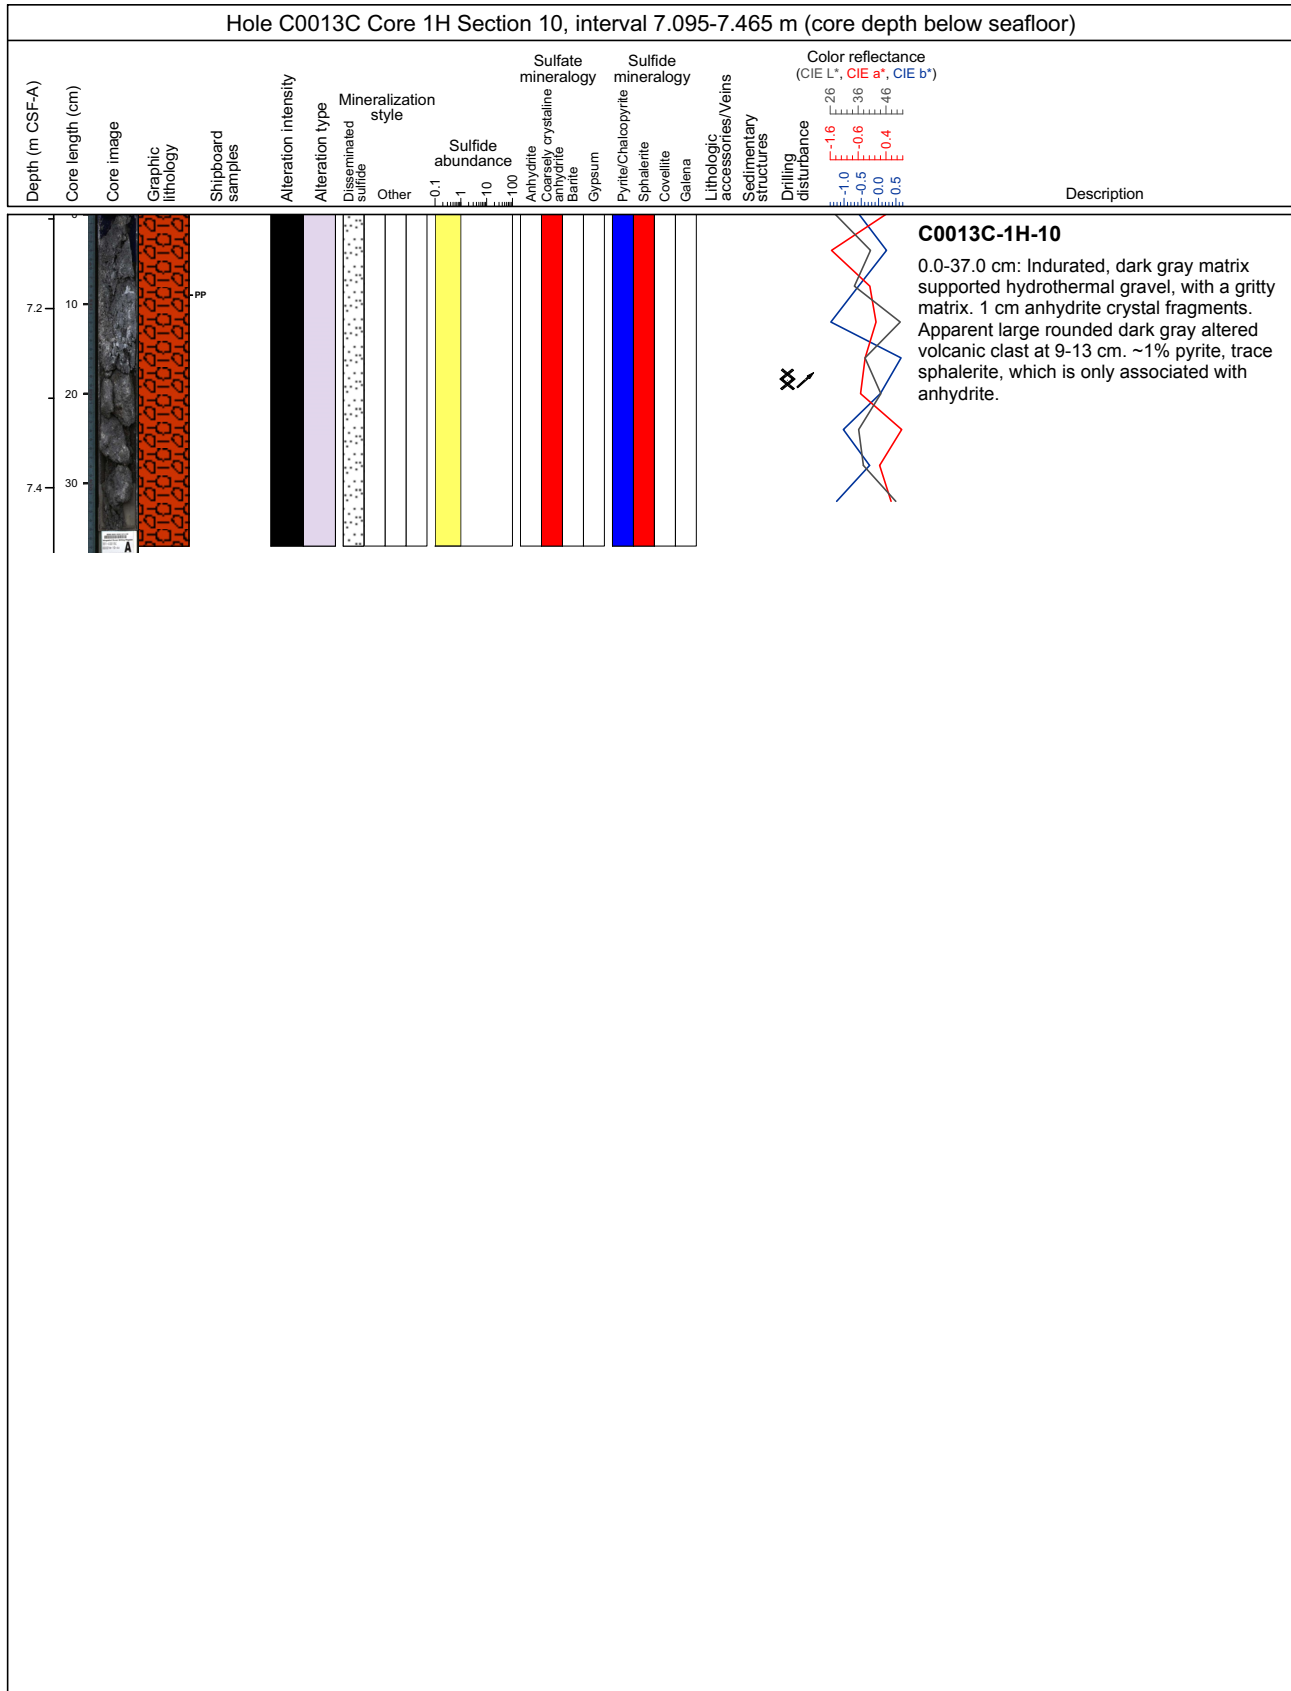 Hole C0013C Core 1H Section 10, interval 7.095-7.465 m (core depth below seafloor)
Depth (m CSF-A)
Core length (cm)
Core image
Graphic
lithology
Shipboard
samples
Alteration intensity
Alteration type
Mineralization
style
Disseminated
sulfide
Other
Sulfide
abundance
0.1
1
10
100
Sulfate
mineralogy
Anhydrite
Coarsely crystaline
anhydrite
Barite
Gypsum
Sulfide
mineralogy
Pyrite/Chalcopyrite
Sphalerite
Covellite
Galena
Lithologic
accessories/Veins
Sedimentary
structures
Drilling
disturbance
Color reflectance
(CIE L*, CIE a*, CIE b*)
26
36
46
-1.6
-0.6
0.4
-1.0
-0.5
0.0
0.5
Description
7.2
7.4
10
20
30
PP
A
C0013C-1H-10
0.0-37.0 cm: Indurated, dark gray matrix
supported hydrothermal gravel, with a gritty
matrix. 1 cm anhydrite crystal fragments.
Apparent large rounded dark gray altered
volcanic clast at 9-13 cm. ~1% pyrite, trace
sphalerite, which is only associated with
anhydrite.